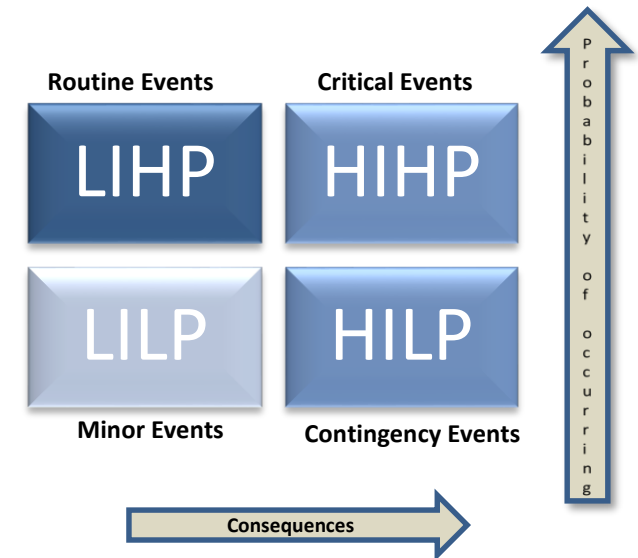 Routine Events
Critical Events
LIHP
HIHP
LILP
HILP
Minor Events
Contingency Events
Consequences
Probability of occurring